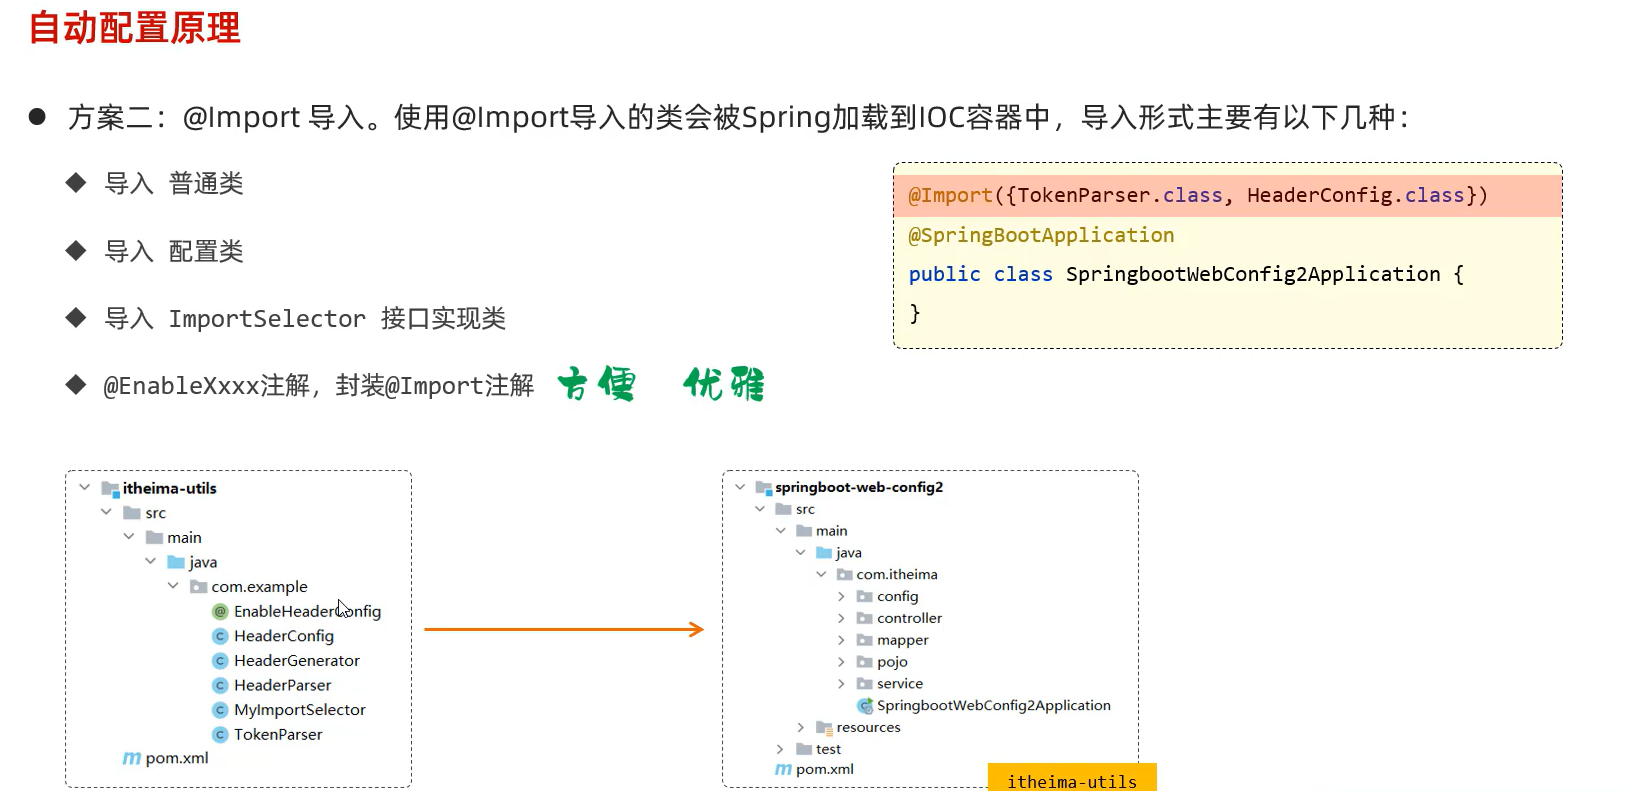 自动配置原理
方案二：@Import 导入。使用@Import导入的类会被Spring加载到IOC容器中，导入形式主要有以下几种：
导入 普通类
导入 配置类
导入 ImportSelector 接口实现类
@EnableXxxx注解，封装@Import注解 方便 优雅
@Import({TokenParser.class, HeaderConfig.class})
@SpringBootApplication
public class SpringbootWebConfig2Application {
}
itheima-utils
src
main
java
com.example
EnableHeaderConfig
HeaderConfig
HeaderGenerator
HeaderParser
MyImportSelector
TokenParser
pom.xml
springboot-web-config2
src
main
java
com.itheima
config
controller
mapper
pojo
service
SpringbootWebConfig2Application
resources
test
pom.xml
itheima-utils